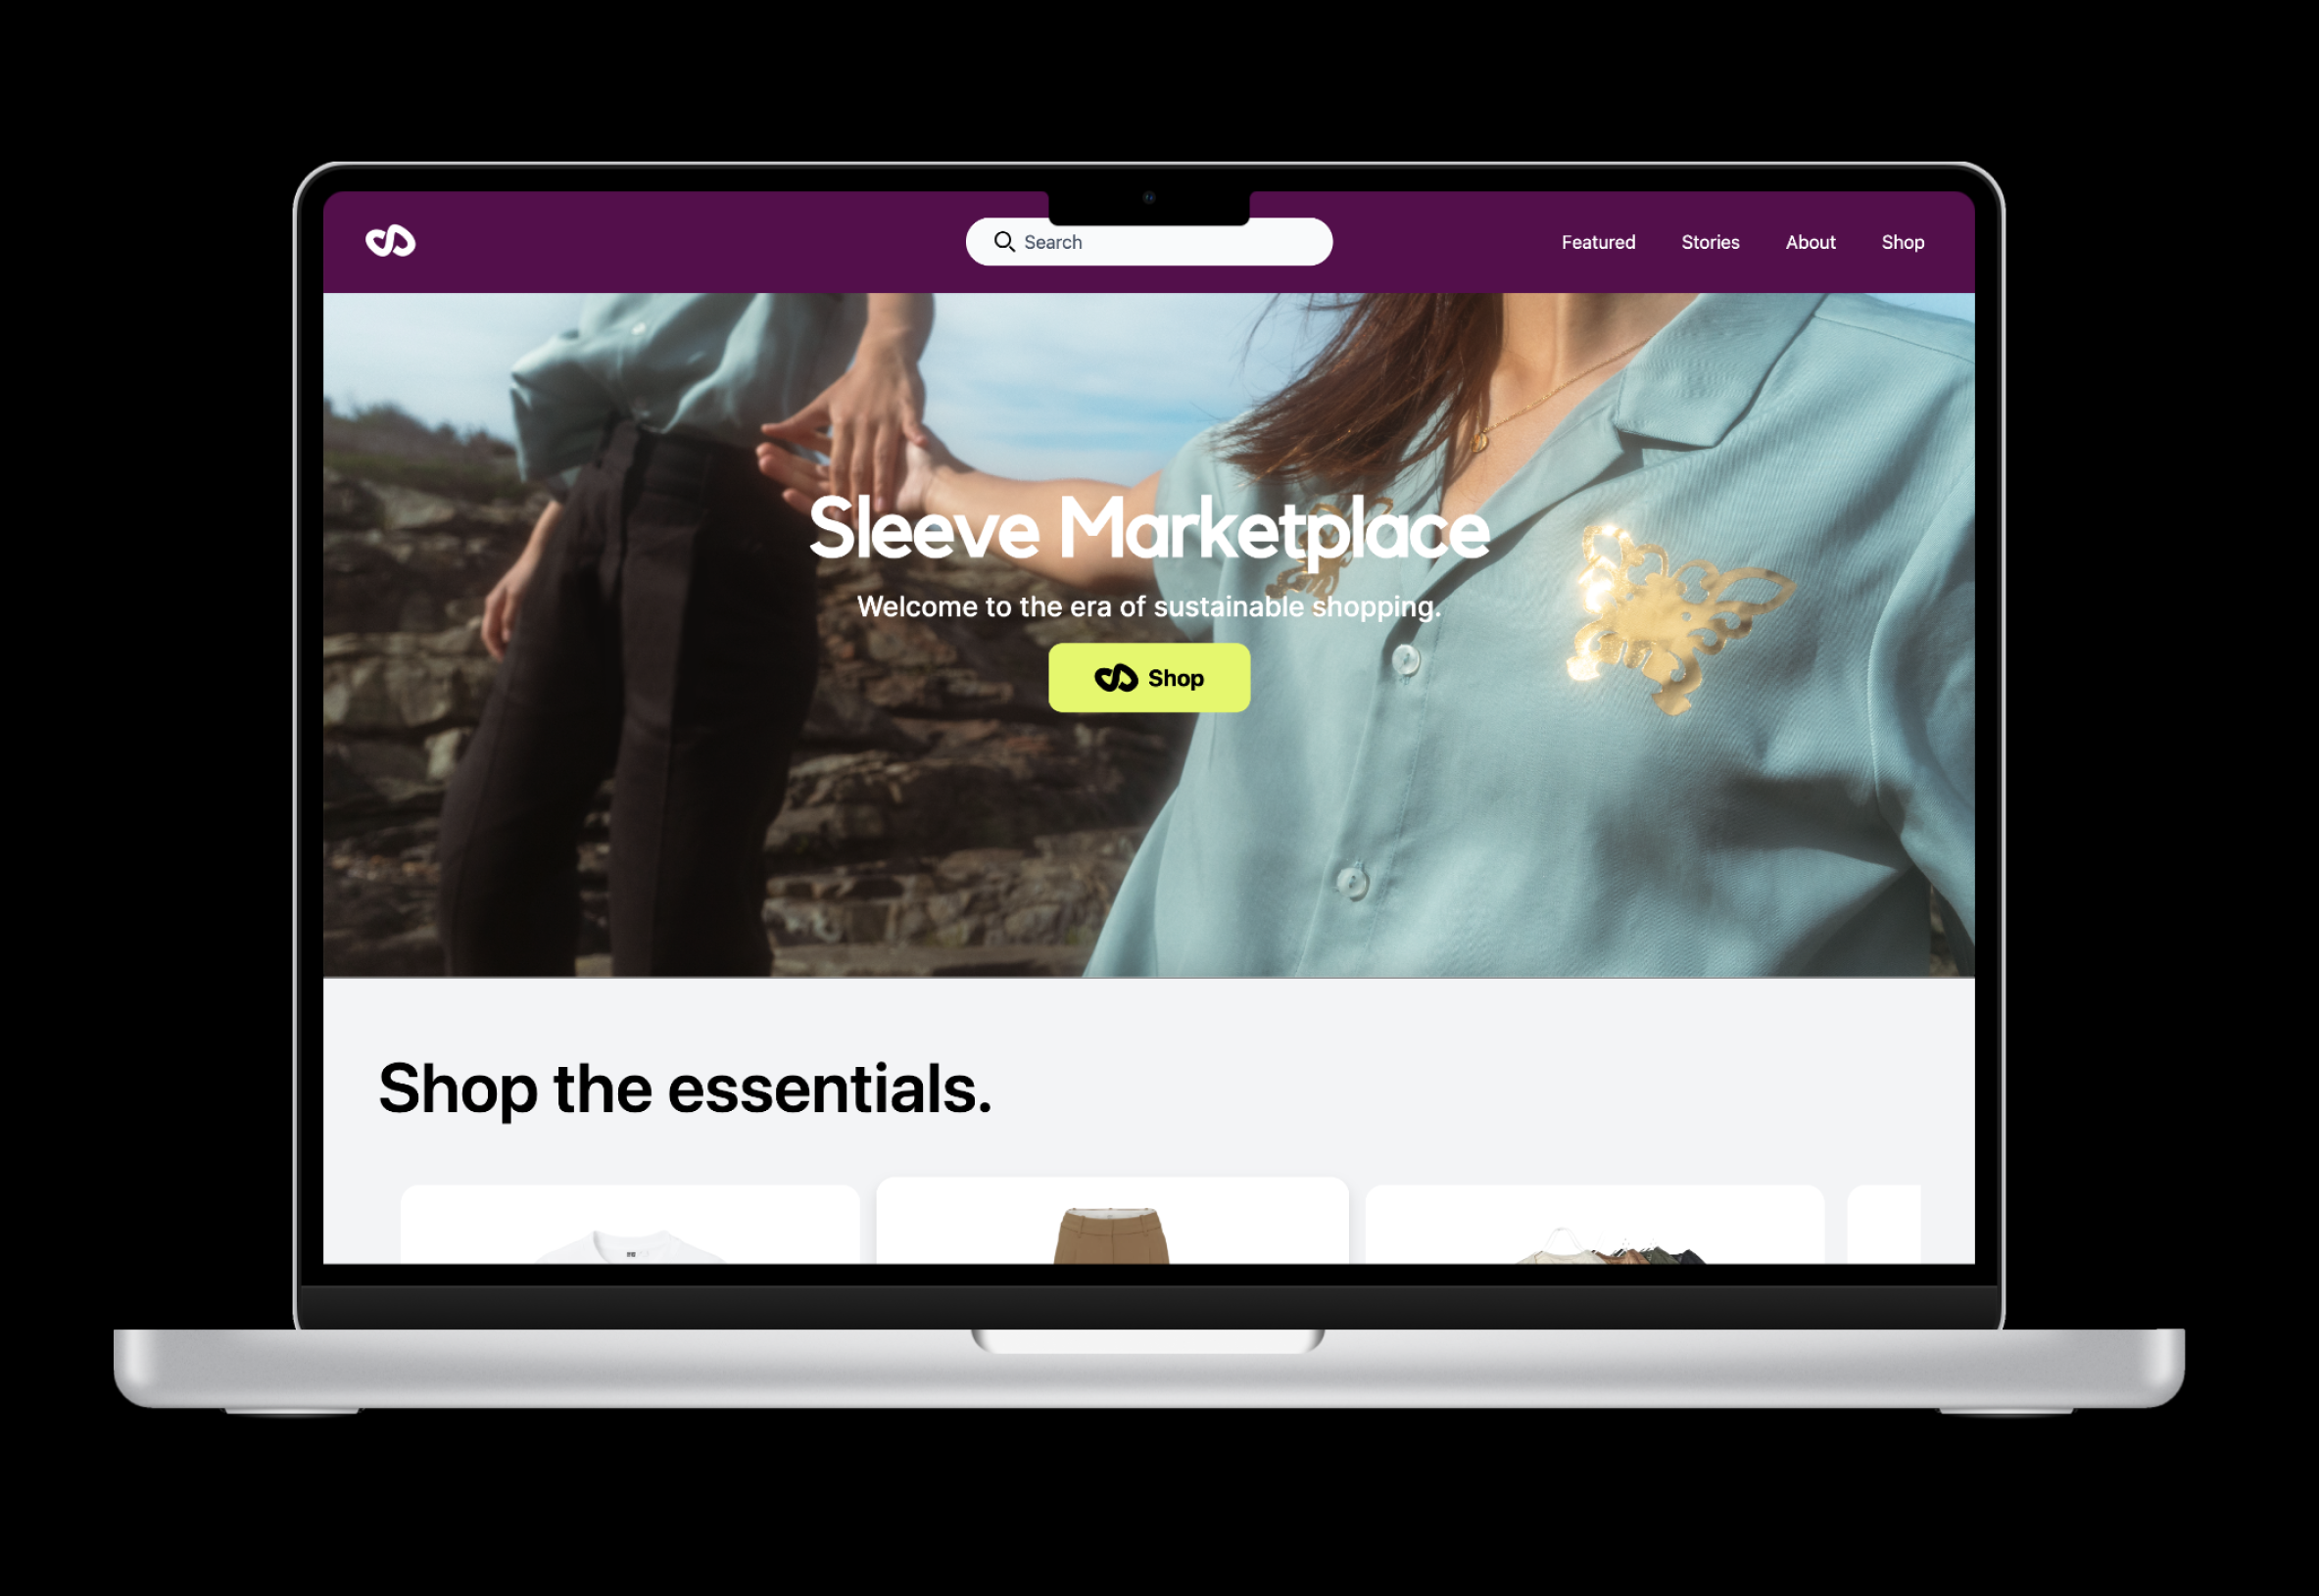 Search
Featured Stories About Shop
Sleeve Marketplace
Welcome to the era of sustainable shopping.
Shop
Shop the essentials.